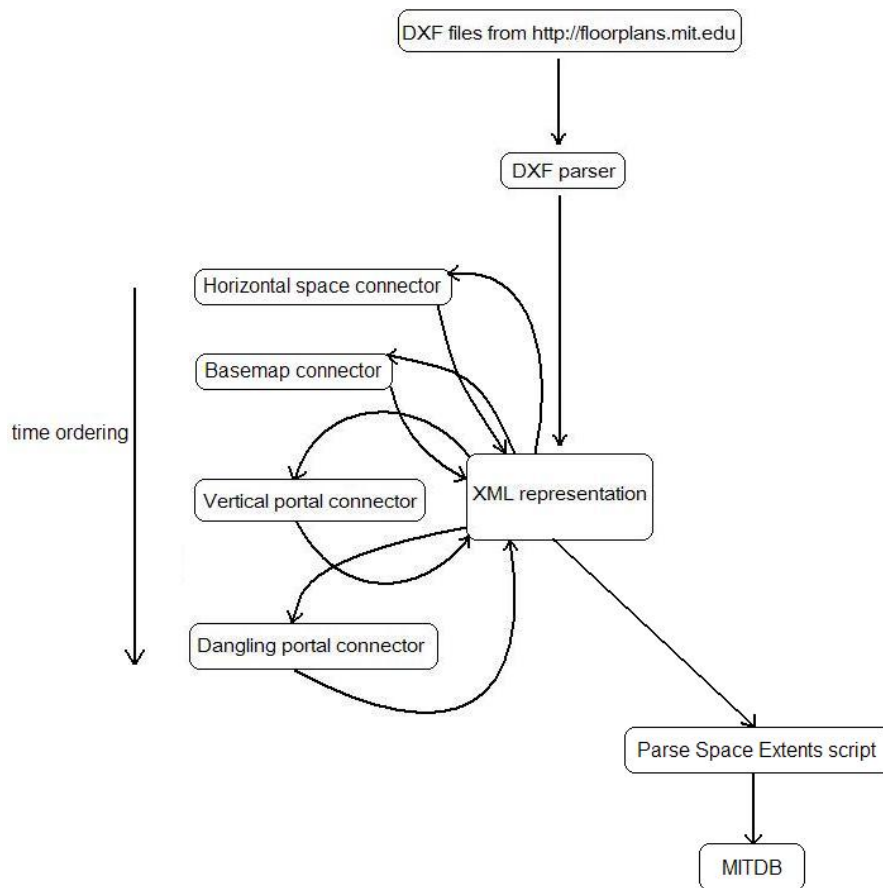 DXF files from http://floorplans.mit.edu
DXF parser
Horizontal space connector
Basemap connector
time ordering
Vertical portal connector
XML representation
Dangling portal connector
Parse Space Extents script
MITDB